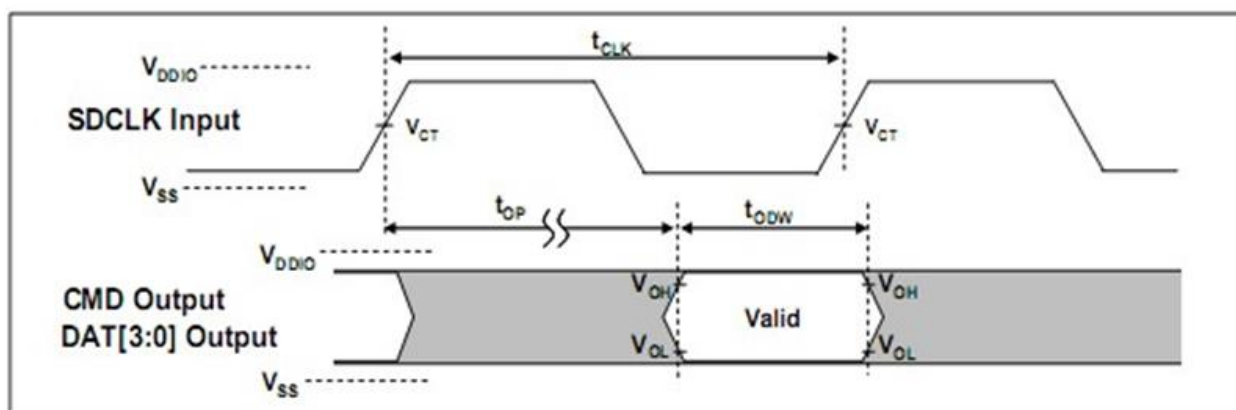 tCLK
VDDIO
SDCLK Input
VCT
VCT
VSS
tOP
tODW
VDDIO
CMD Output
DAT[3:0] Output
VOH
Valid
VOH
VOL
VOL
VSS